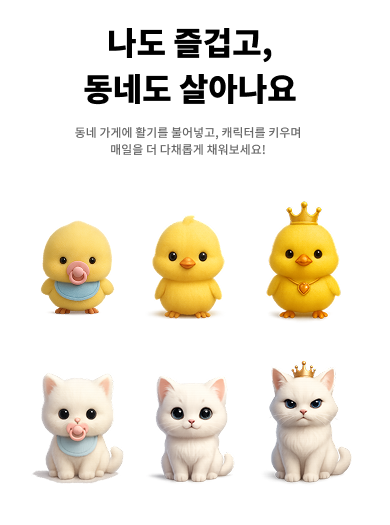 나도 즐겁고,
동네도 살아나요
동네 가게에 활기를 불어넣고, 캐릭터를 키우며
매일을 더 다채롭게 채워보세요!